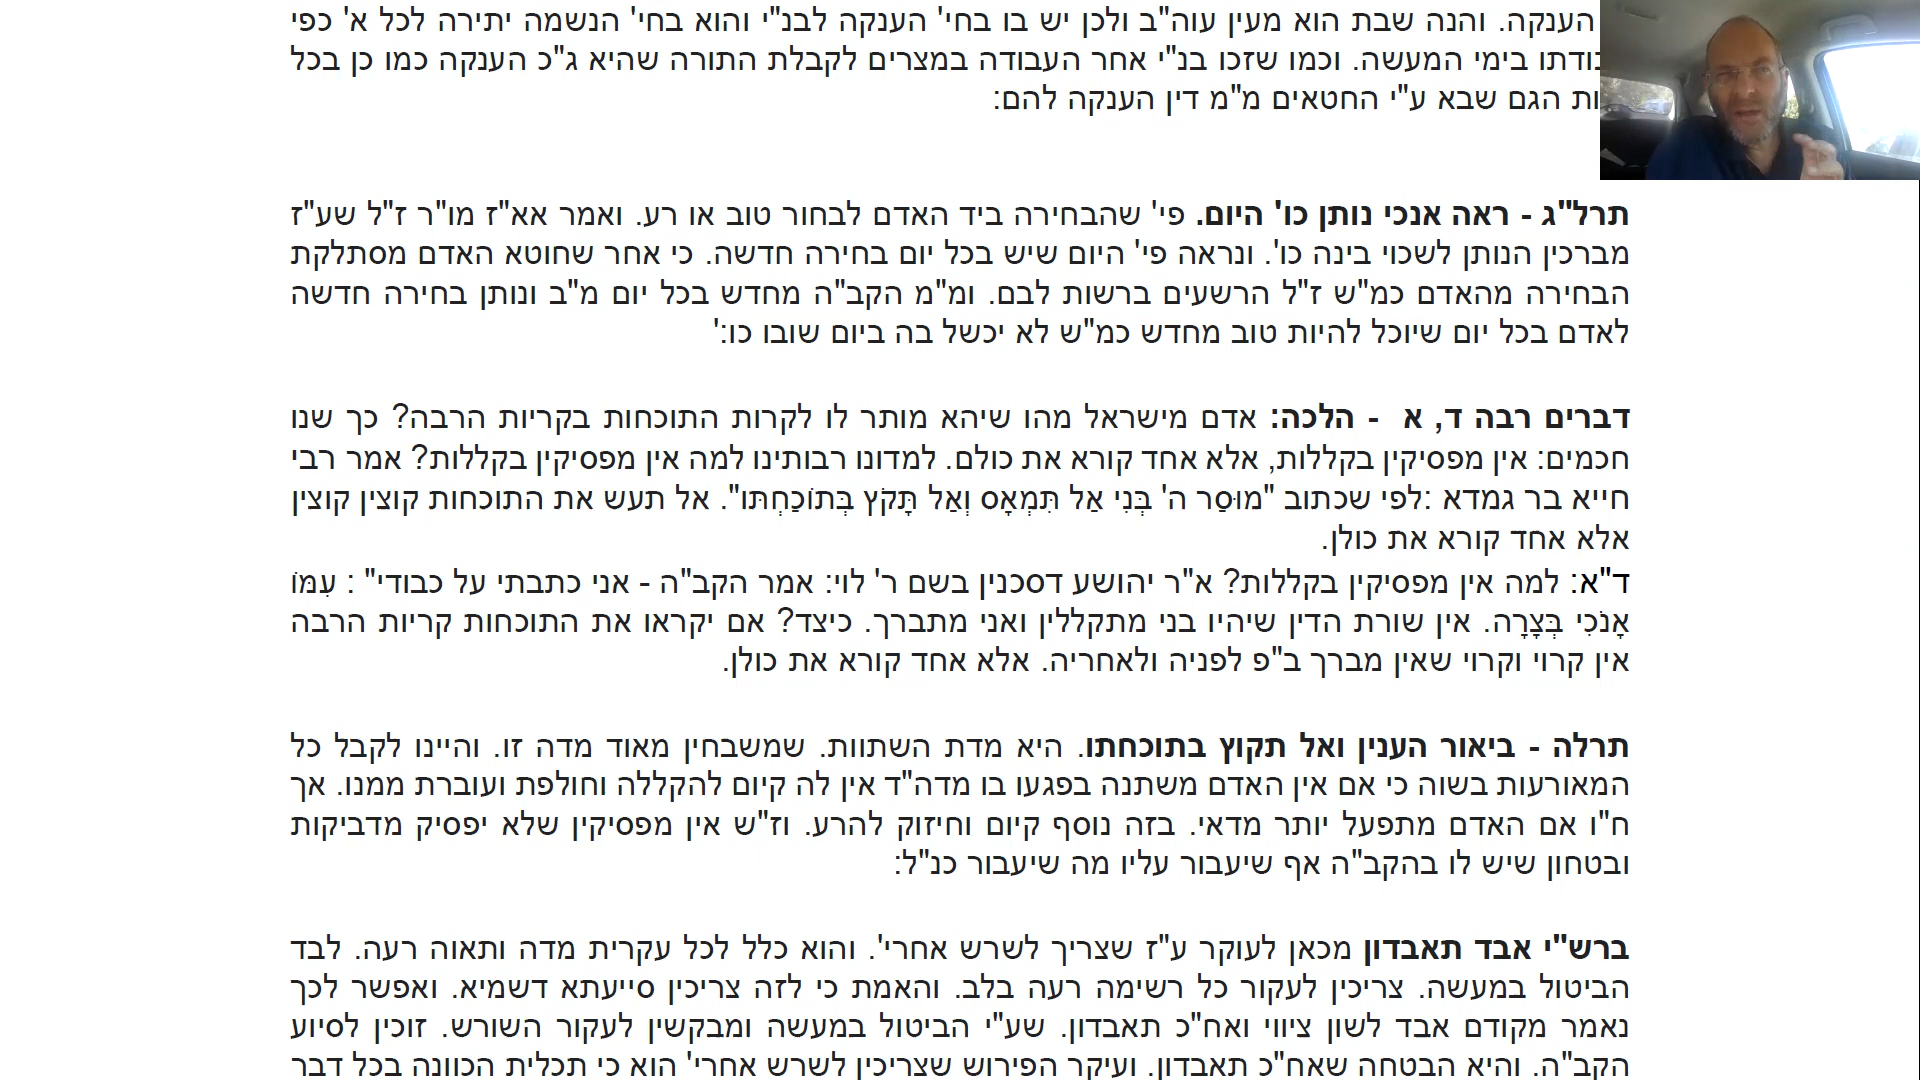 הענקה. והנה שבת הוא מעין עוה"ב ולכן יש בו בחי' הענקה לבנ"י והוא בחי' הנשמה יתירה לכל א' כפי
בימי המעשה. וכמו שזכו בנ"י אחר העבודה במצרים לקבלת התורה שהיא ג"כ הענקה כמו כן בכל
הגם שבא ע"י החטאים מ"מ דין הענקה להם:
תרל"ג - ראה אנכי נותן כו' היום. פי' שהבחירה ביד האדם לבחור טוב או רע. ואמר אא"ז מו"ר ז"ל שע"ז
מברכין הנותן לשכוי בינה כו'. ונראה פי' היום שיש בכל יום בחירה חדשה. כי אחר שחוטא האדם מסתלקת
הבחירה מהאדם כמ"ש ז"ל הרשעים ברשות לבם. ומ"מ הקב"ה מחדש בכל יום מ"ב ונותן בחירה חדשה
לאדם בכל יום שיוכל להיות טוב מחדש כמ"ש לא יכשל בה ביום שובו כו':
דברים רבה ד, א - הלכה: אדם מישראל מהו שיהא מותר לו לקרות התוכחות בקריות הרבה? כך שנו
חכמים: אין מפסיקין בקללות, אלא אחד קורא את כולם. למדונו רבותינו למה אין מפסיקין בקללות? אמר רבי
חייא בר גמדא :לפי שכתוב "מוּסַר ה' בְּנִי אַל תִּמְאָס וְאַל תָּקֹץ בְּתוֹכַחְתּוֹ". אל תעש את התוכחות קוצין קוצין
אלא אחד קורא את כולן.
ד"א: למה אין מפסיקין בקללות? א"ר יהושע דסכנין בשם ר' לוי: אמר הקב"ה - אני כתבתי על כבודי" : עִמּוֹ
אָנֹכִי בְּצָרָה. אין שורת הדין שיהיו בני מתקללין ואני מתברך. כיצד? אם יקראו את התוכחות קריות הרבה
אין קרוי וקרוי שאין מברך ב"פ לפניה ולאחריה. אלא אחד קורא את כולן.
תרלה - ביאור הענין ואל תקוץ בתוכחתו. היא מדת השתוות. שמשבחין מאוד מדה זו. והיינו לקבל כל
המאורעות בשוה כי אם אין האדם משתנה בפגעו בו מדה"ד אין לה קיום להקללה וחולפת ועוברת ממנו. אך
ח"ו אם האדם מתפעל יותר מדאי. בזה נוסף קיום וחיזוק להרע. וז"ש אין מפסיקין שלא יפסיק מדביקות
ובטחון שיש לו בהקב"ה אף שיעבור עליו מה שיעבור כנ"ל:
ברש"י אבד תאבדון מכאן לעוקר ע"ז שצריך לשרש אחרי'. והוא כלל לכל עקרית מדה ותאוה רעה. לבד
הביטול במעשה. צריכין לעקור כל רשימה רעה בלב. והאמת כי לזה צריכין סייעתא דשמיא. ואפשר לכך
נאמר מקודם אבד לשון ציווי ואח"כ תאבדון. שע"י הביטול במעשה ומבקשין לעקור השורש. זוכין לסיוע
הקב"ה. והיא הבטחה שאח"כ תאבדון. ועיקר הפירוש שצריכין לשרש אחרי' הוא כי תכלית הכוונה בכל דבר